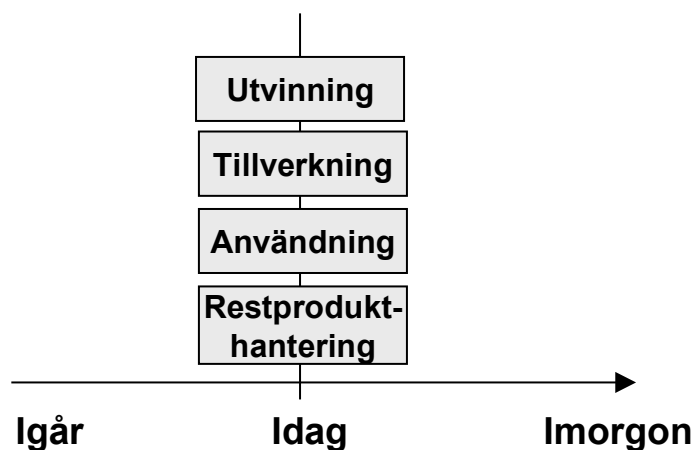 Utvinning
Tillverkning
Användning
Restprodukt-
hantering
Igår Idag Imorgon